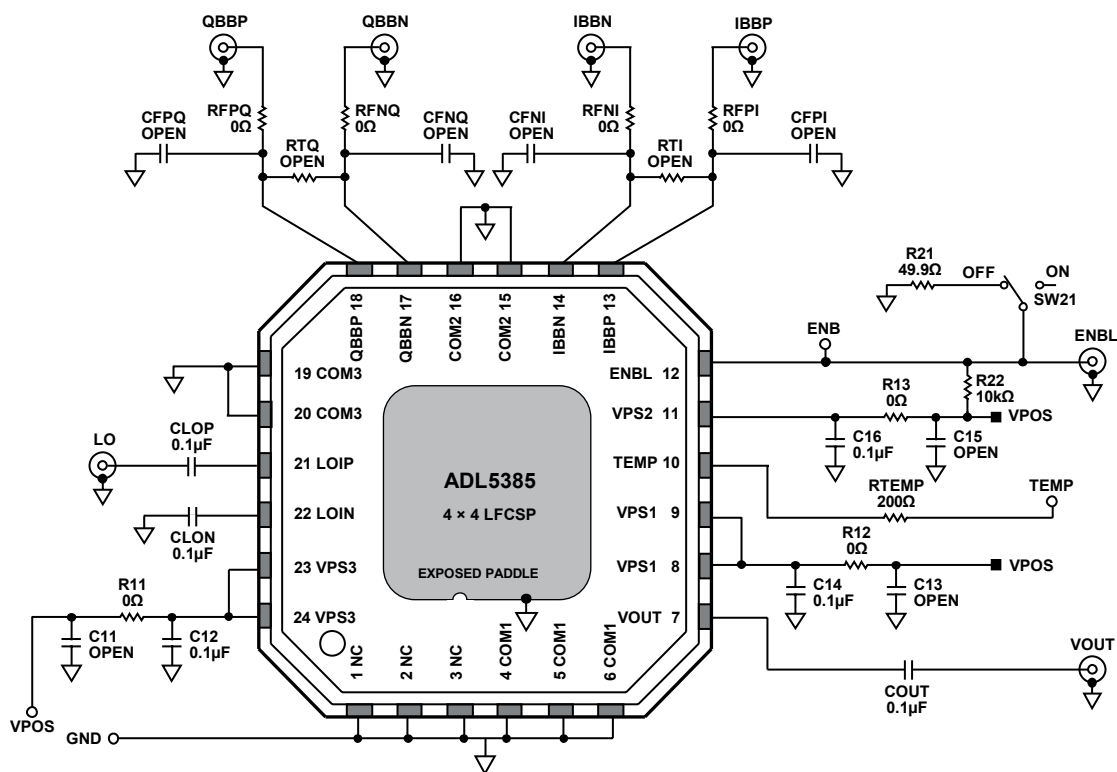 QBBP
QBBN
IBBN
IBBP
RFPQ
0Ω
RFNQ
0Ω
RFNI
0Ω
RFPI
0Ω
CFPQ
OPEN
CFNQ
OPEN
CFNI
OPEN
CFPI
OPEN
RTQ
OPEN
RTI
OPEN
R21
49.9Ω
OFF
ON
SW21
QBBP 18
QBBN 17
COM2 16
COM2 15
IBBN 14
IBBP 13
ENB
ENBL
19 COM3
ENBL 12
R13
0Ω
R22
10kΩ
20 COM3
VPS2 11
VPOS
CLOP
0.1µF
C16
0.1µF
C15
OPEN
LO
21 LOIP
TEMP 10
ADL5385
4 × 4 LFCSP
RTEMP
200Ω
TEMP
22 LOIN
VPS1 9
CLON
0.1µF
R12
0Ω
23 VPS3
EXPOSED PADDLE
VPS1 8
VPOS
R11
0Ω
C14
0.1µF
C13
OPEN
24 VPS3
VOUT 7
C11
OPEN
C12
0.1µF
1 NC
2 NC
3 NC
4 COM1
5 COM1
6 COM1
VOUT
COUT
0.1µF
VPOS
GND